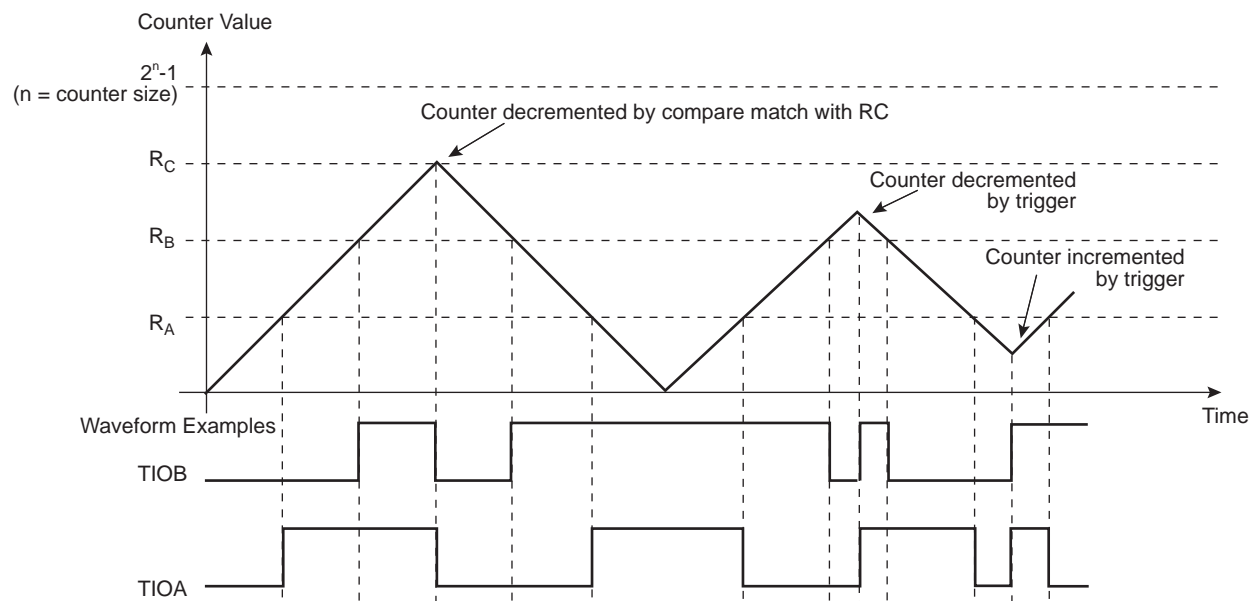 Counter Value
2ⁿ-1
(n = counter size)
Counter decremented by compare match with RC
R_C
Counter decremented
by trigger
R_B
Counter incremented
by trigger
R_A
Time
Waveform Examples
TIOB
TIOA